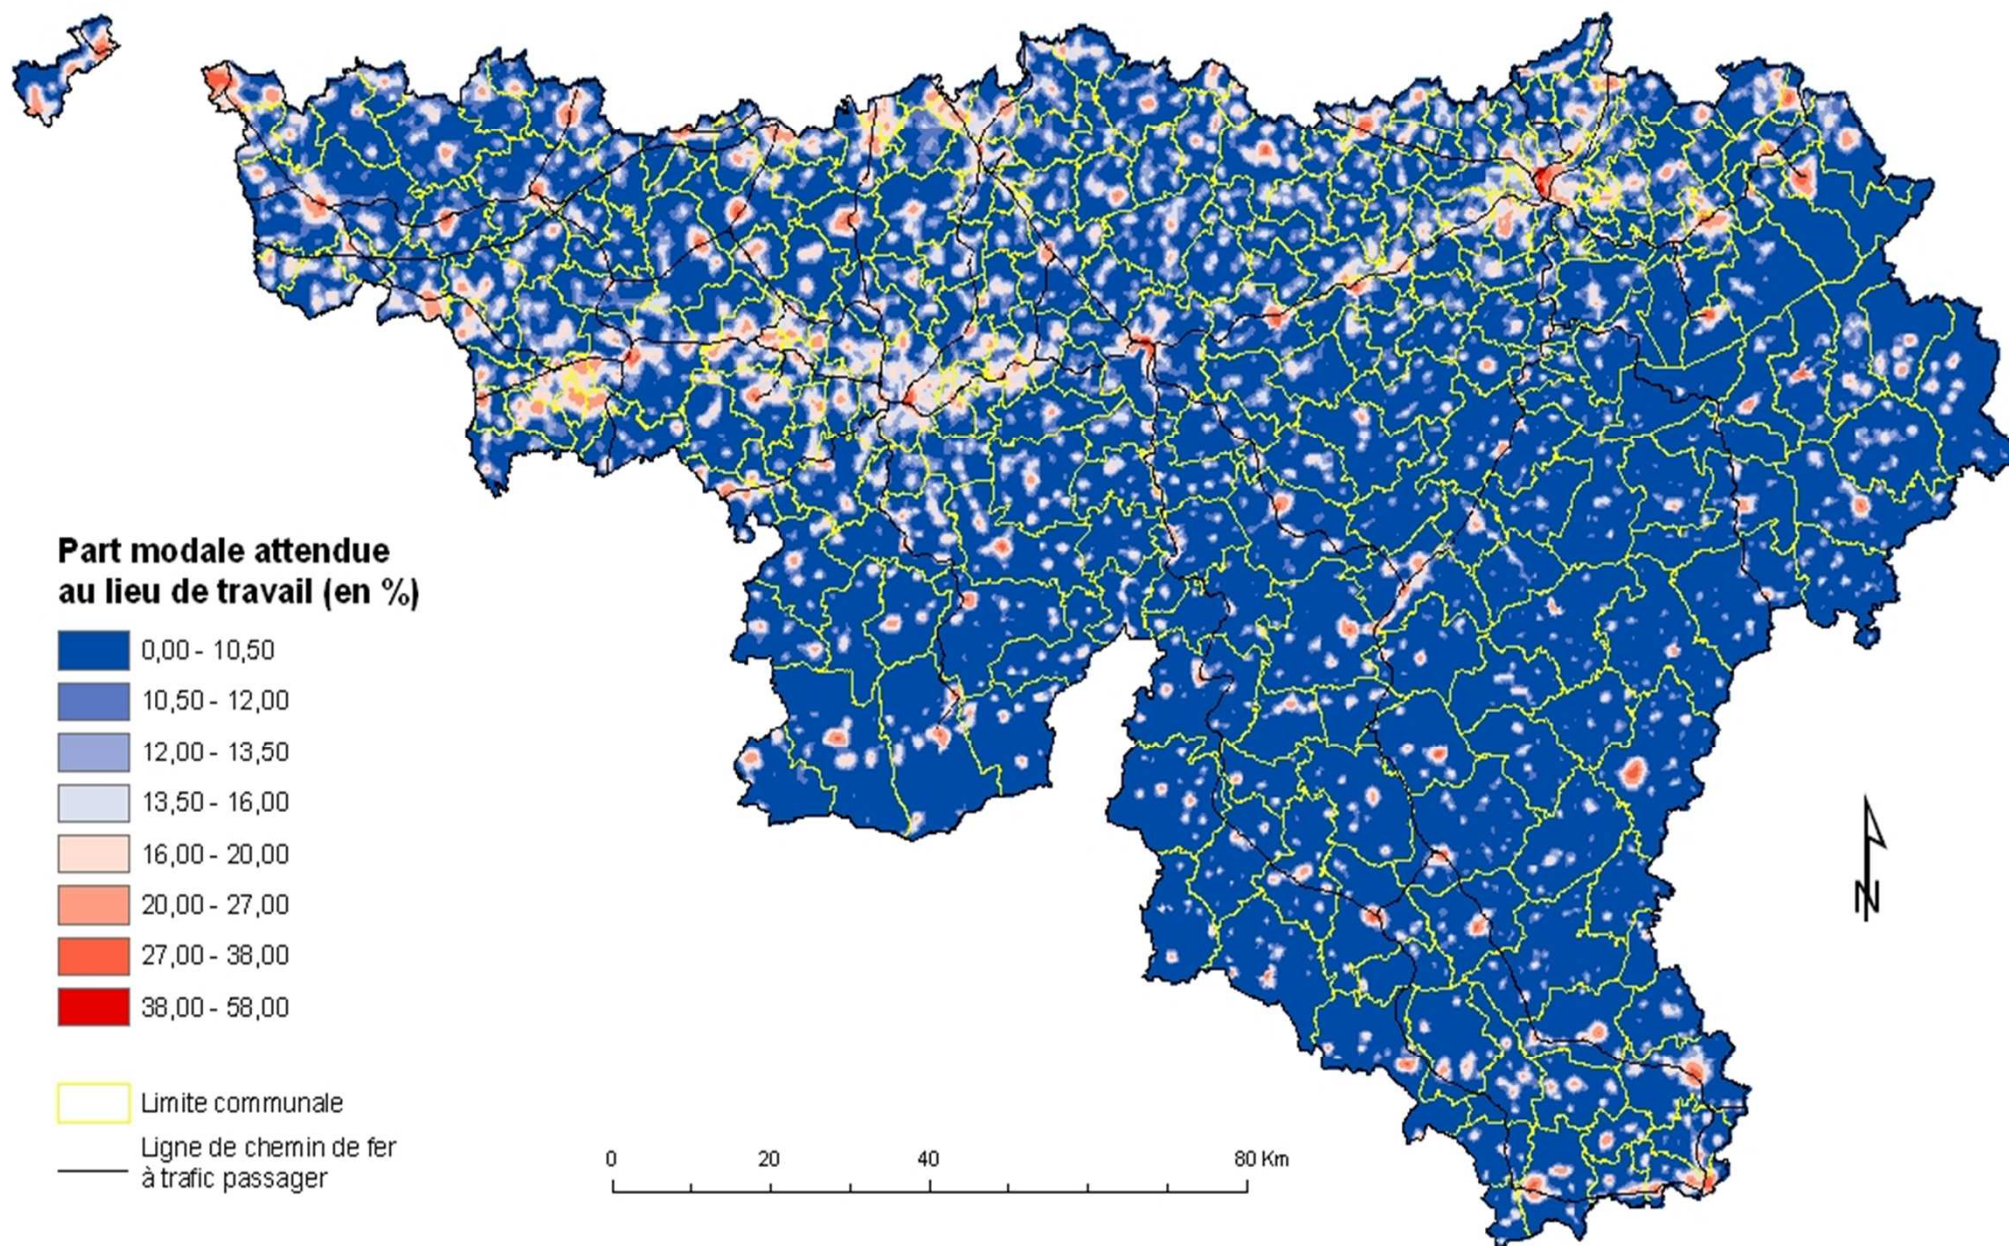 Part modale attendue
au lieu de travail (en %)
0,00 - 10,50
10,50 - 12,00
12,00 - 13,50
13,50 - 16,00
16,00 - 20,00
20,00 - 27,00
27,00 - 38,00
38,00 - 58,00
Limite communale
Ligne de chemin de fer
à trafic passager
0 20 40 80 Km
N